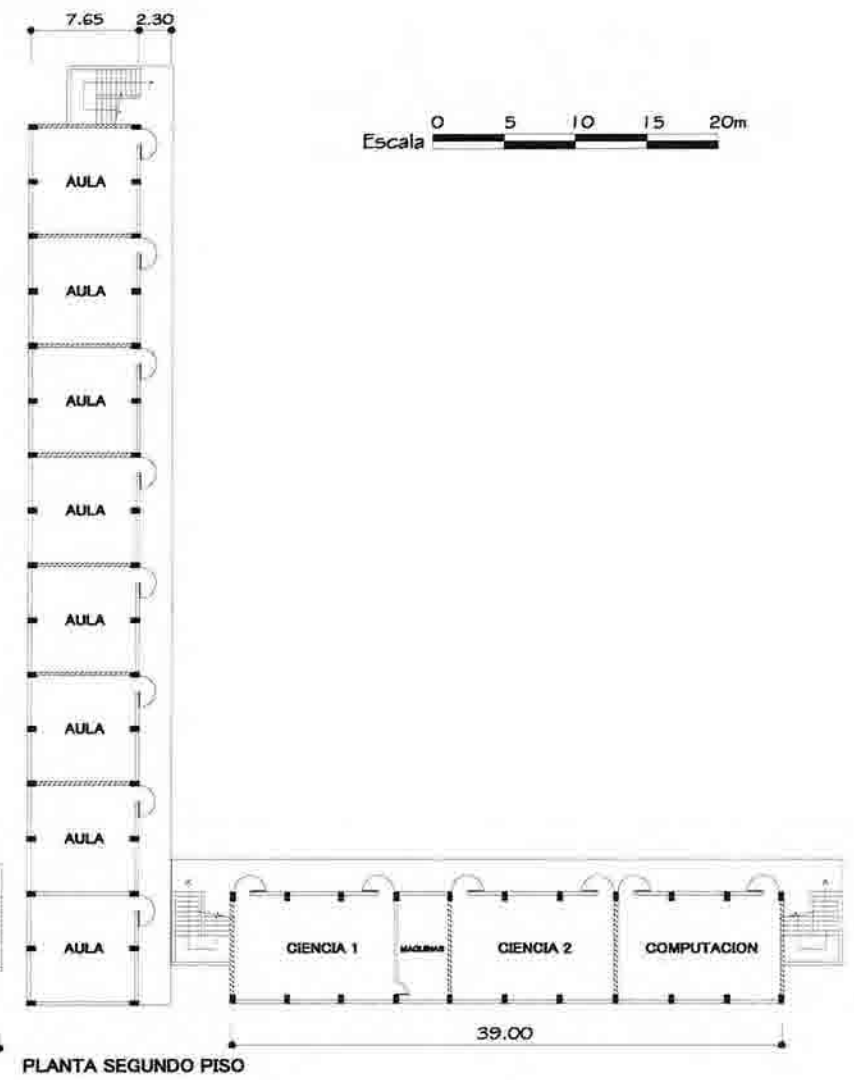 7.65 2.30
0 5 10 15 20m
Escala
AULA
AULA
AULA
AULA
AULA
AULA
AULA
AULA
CIENCIA 1 MAQUINAS CIENCIA 2 COMPUTACION
39.00
PLANTA SEGUNDO PISO